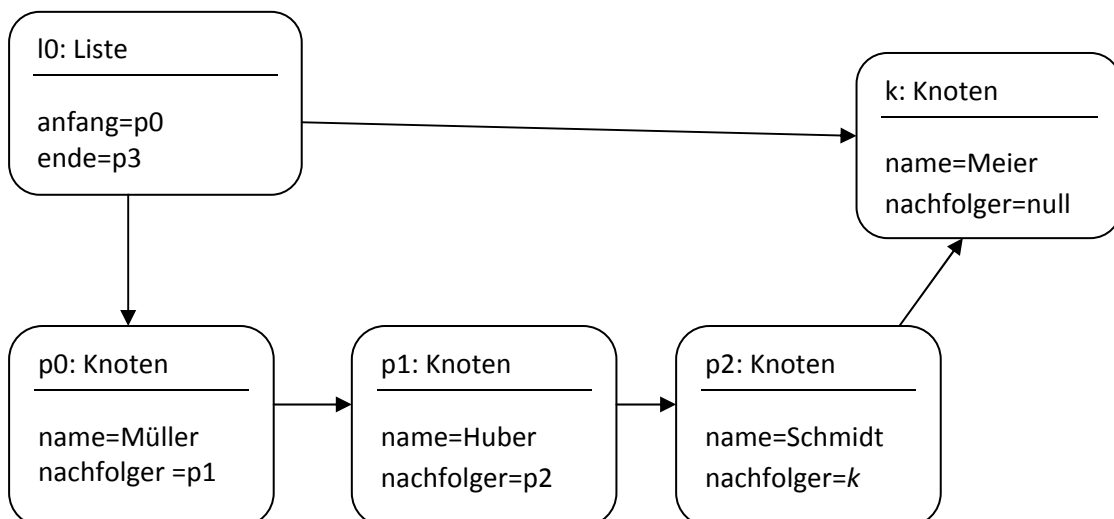 l0: Liste
anfang=p0
ende=p3
k: Knoten
name=Meier
nachfolger=null
p0: Knoten
name=Müller
nachfolger =p1
p1: Knoten
name=Huber
nachfolger=p2
p2: Knoten
name=Schmidt
nachfolger=k